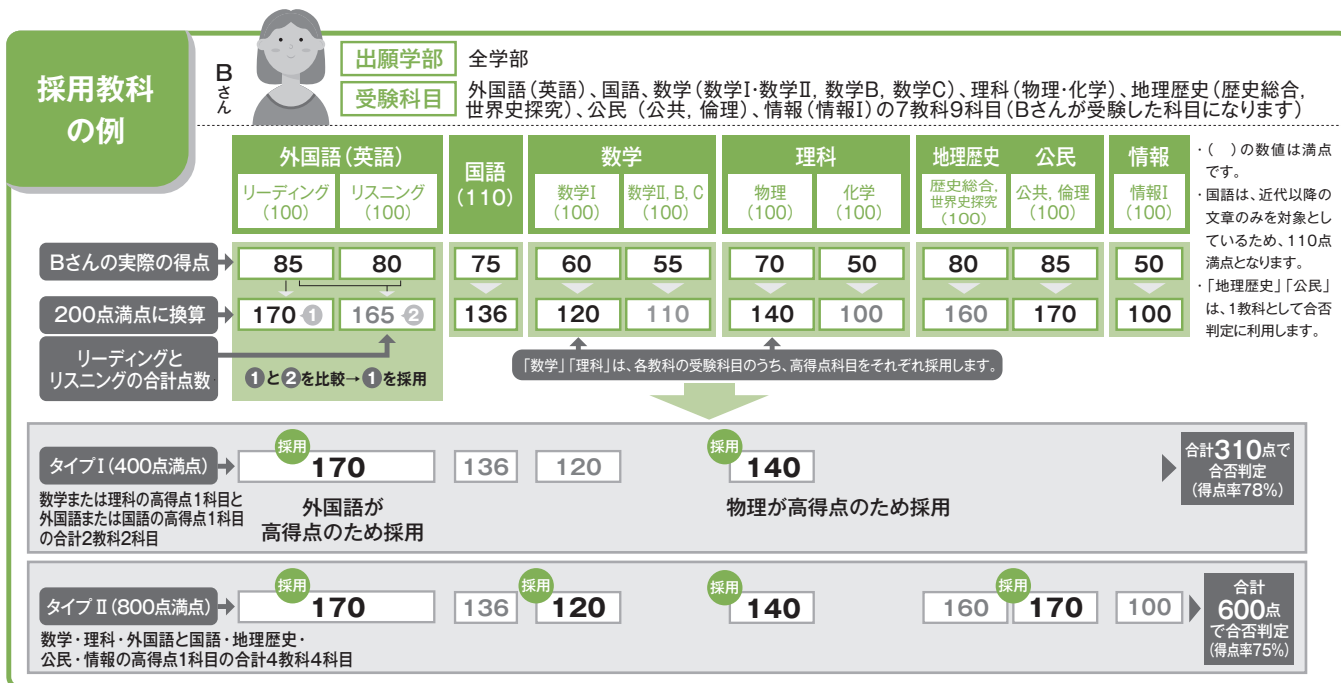 採用教科
の例
Bさん
出願学部 全学部
受験科目 外国語(英語)、国語、数学(数学I・数学II, 数学B, 数学C)、理科(物理・化学)、地理歴史(歴史総合,
世界史探究)、公民(公共, 倫理)、情報(情報I)の7教科9科目(Bさんが受験した科目になります)
外国語(英語) 国語 数学 理科 地理歴史 公民 情報
(110)
リーディング リスニング 数学I 数学II, B, C 物理 化学 歴史総合, 公共, 倫理 情報I
世界史探究
(100) (100) (100) (100) (100) (100) (100) (100) (100)
・( )の数値は満点
です。
・国語は、近代以降の
文章のみを対象とし
ているため、110点
満点となります。
・「地理歴史」「公民」
は、1教科として合否
判定に利用します。
Bさんの実際の得点 85 80 75 60 55 70 50 80 85 50
200点満点に換算 170 1 165 2 136 120 110 140 100 160 170 100
リーディングと
リスニングの合計点数
1と2を比較→1を採用
「数学」「理科」は、各教科の受験科目のうち、高得点科目をそれぞれ採用します。
採用 採用
タイプI(400点満点) 170 136 120 140
数学または理科の高得点1科目と
外国語または国語の高得点1科目
の合計2教科2科目
外国語が
高得点のため採用
物理が高得点のため採用
合計310点で
合否判定
(得点率78%)
採用 採用 採用 採用
タイプII(800点満点) 170 136 120 140 160 170 100
数学・理科・外国語と国語・地理歴史・
公民・情報の高得点1科目の合計4教科4科目
合計
600点
で合否判定
(得点率75%)